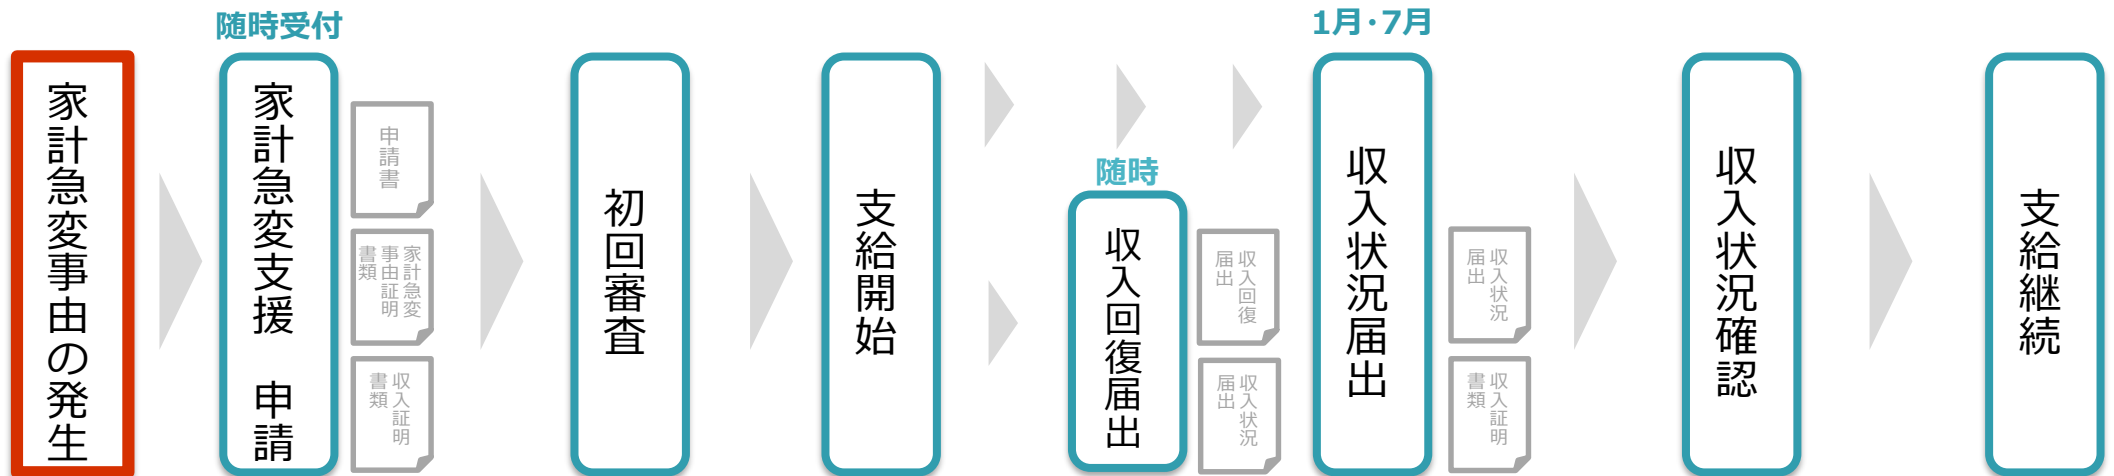 随時受付
1月・7月
家計急変事由の発生
家計急変支援 申請
申請書
家計急変
事由証明
書類
収入証明
書類
初回審査
支給開始
随時
収入回復届出
収入回復
届出
収入状況
届出
収入状況届出
収入状況
届出
収入証明
書類
収入状況確認
支給継続